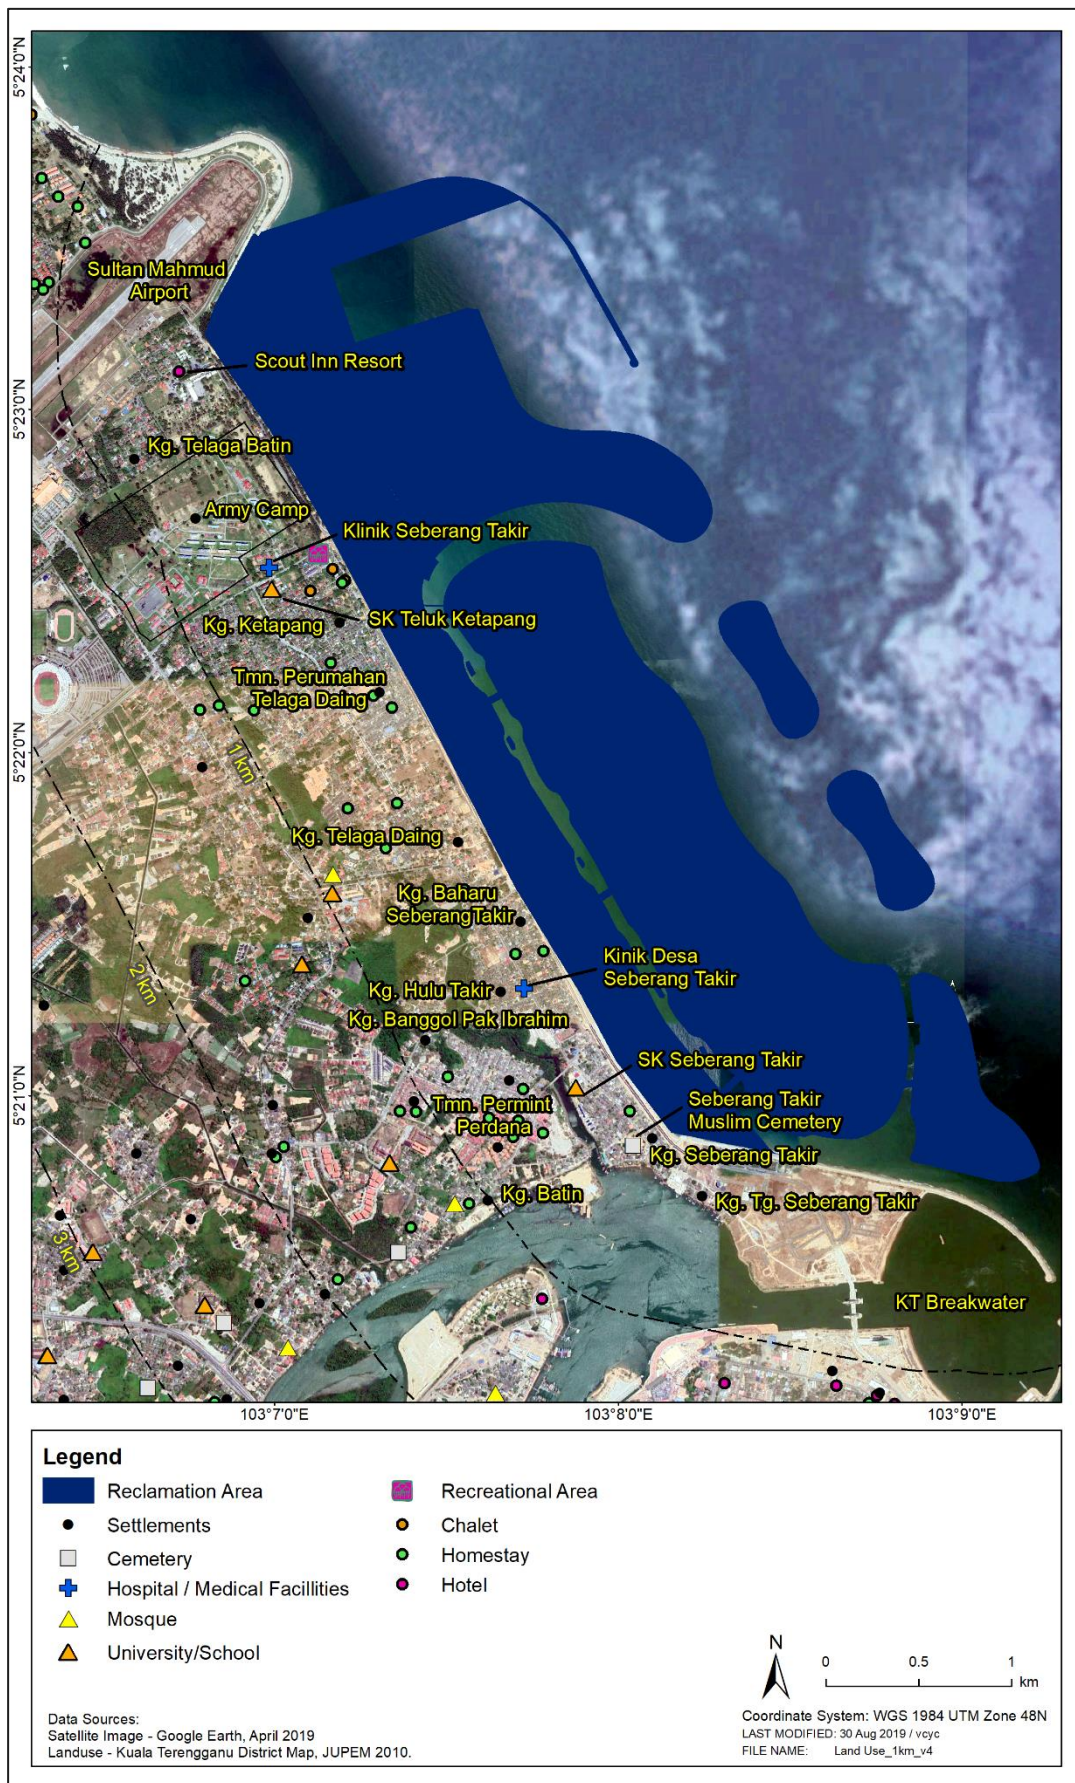 5°24'0"N
Sultan Mahmud
Airport
Scout Inn Resort
5°23'0"N
Kg. Telaga Batin
Army Camp
Klinik Seberang Takir
Kg. Ketapang
SK Teluk Ketapang
Tmn. Perumahan
Telaga Daing
5°22'0"N
1 km
Kg. Telaga Daing
Kg. Baharu
SeberangTakir
2 km
Kinik Desa
Seberang Takir
Kg. Hulu Takir
Kg. Banggol Pak Ibrahim
5°21'0"N
SK Seberang Takir
Tmn. Permint
Perdana
Seberang Takir
Muslim Cemetery
Kg. Seberang Takir
Kg. Batin
Kg. Tg. Seberang Takir
3 km
KT Breakwater
103°7'0"E
103°8'0"E
103°9'0"E
Legend
Reclamation Area
Settlements
Cemetery
Hospital / Medical Facillities
Mosque
University/School
Recreational Area
Chalet
Homestay
Hotel
N
0 0.5 1
km
Data Sources:
Satellite Image - Google Earth, April 2019
Landuse - Kuala Terengganu District Map, JUPEM 2010.
Coordinate System: WGS 1984 UTM Zone 48N
LAST MODIFIED: 30 Aug 2019 / vcyc
FILE NAME: Land Use_1km_v4